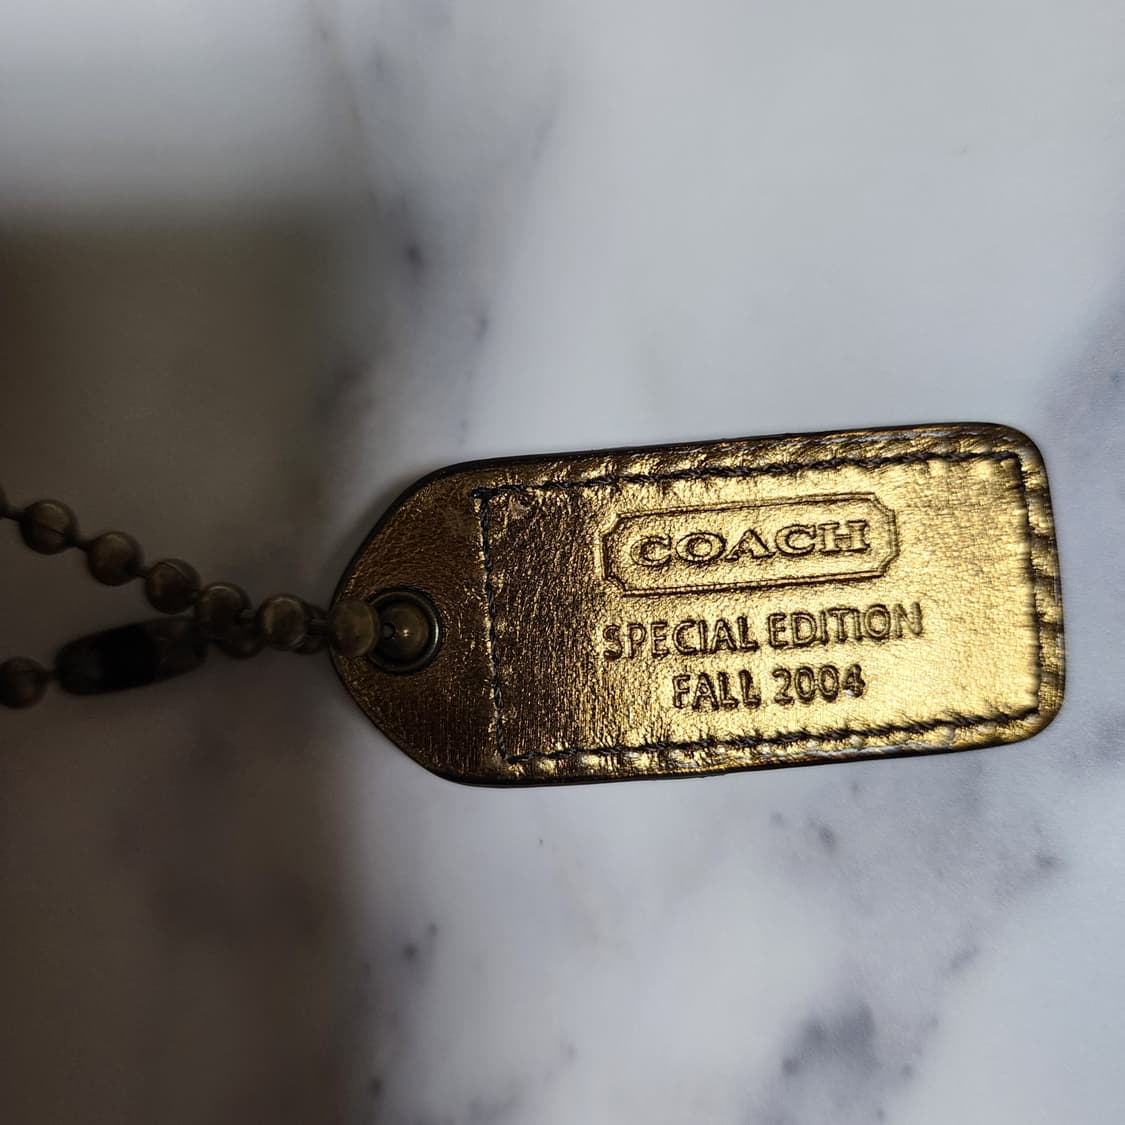 COACH
SPECIAL EDITION
FALL 2004